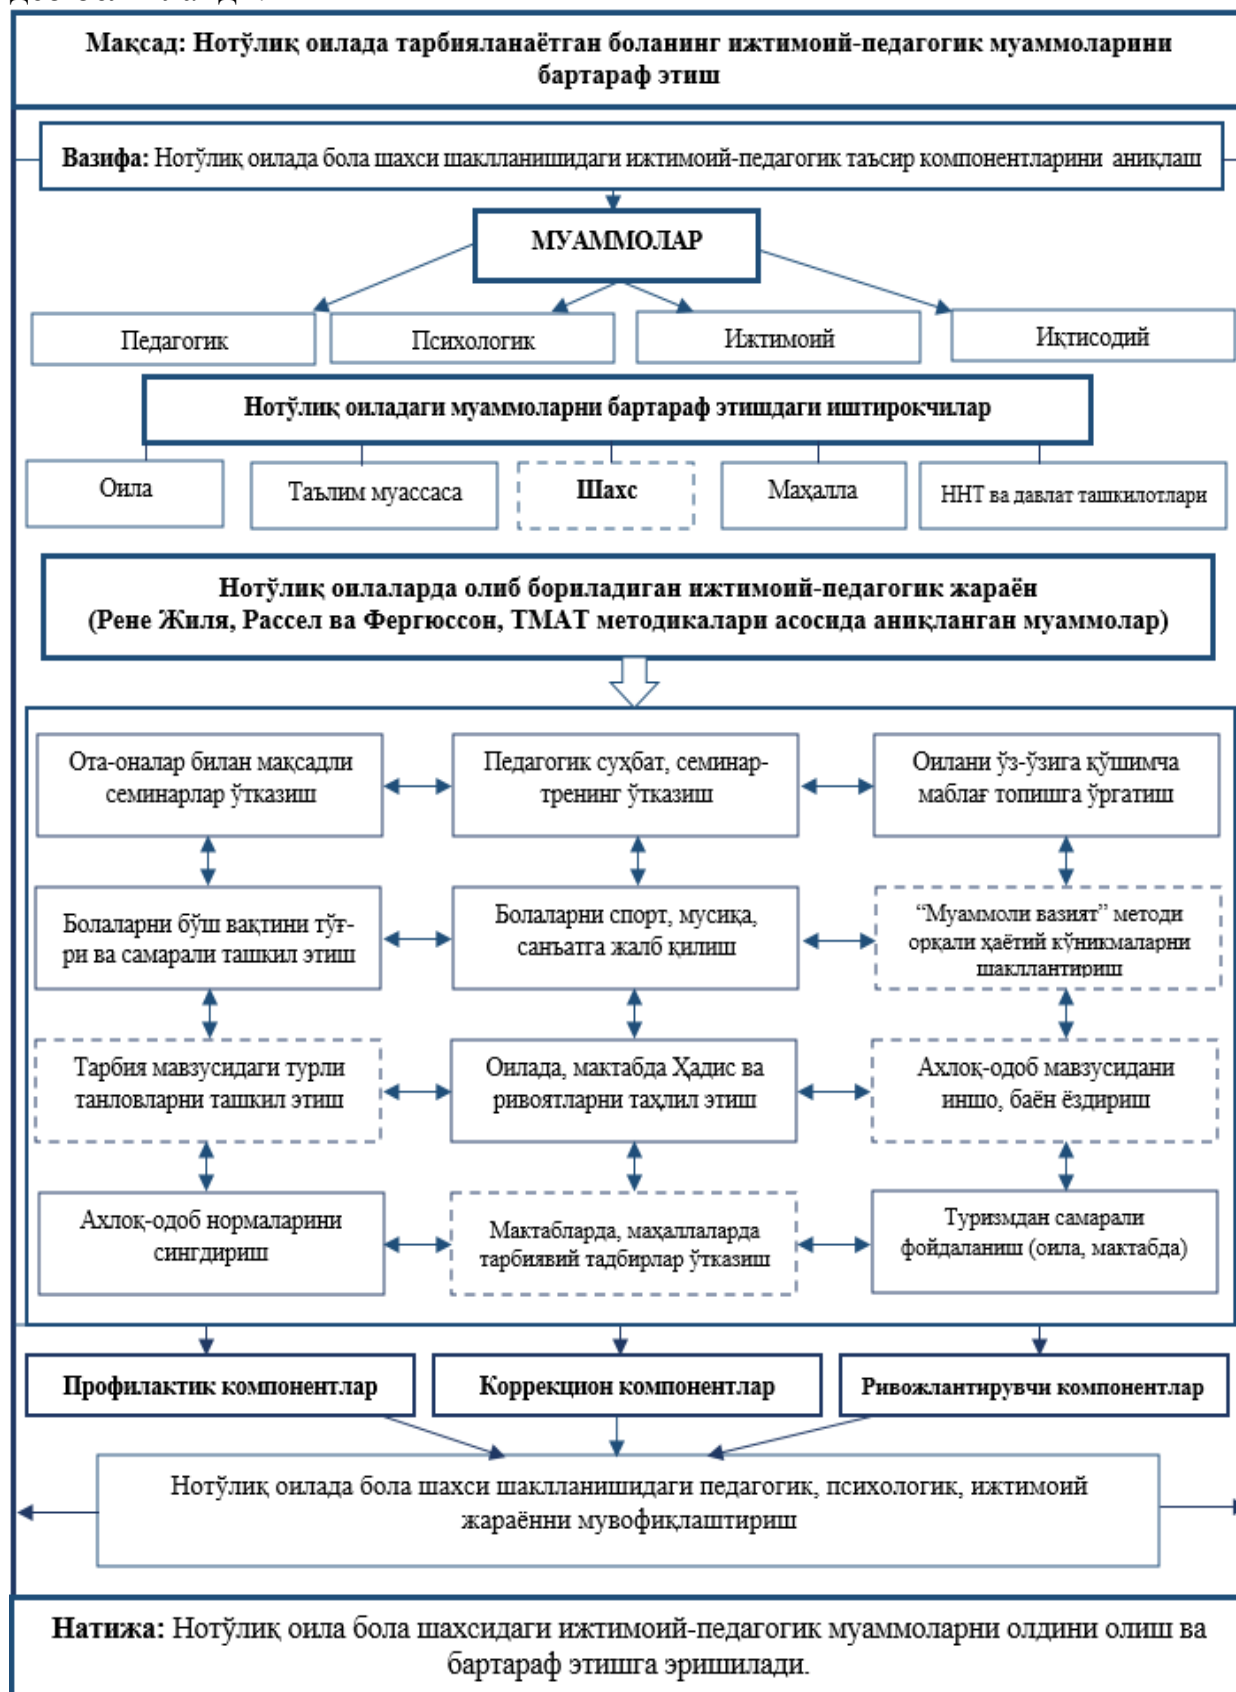 Мақсад: Нотўлиқ оилада тарбияланаётган боланинг ижтимоий-педагогик муаммоларини
бартараф этиш
Вазифа: Нотўлиқ оилада бола шахси шаклланишидаги ижтимоий-педагогик таъсир компонентларини аниқлаш
МУАММОЛАР
Педагогик
Психологик
Ижтимоий
Иқтисодий
Нотўлиқ оиладаги муаммоларни бартараф этишдаги иштирокчилар
Оила
Таълим муассаса
Шахс
Маҳалла
ННТ ва давлат ташкилотлари
Нотўлиқ оилаларда олиб бориладиган ижтимоий-педагогик жараён
(Рене Жиля, Рассел ва Фергюссон, ТМАТ методикалари асосида аниқланган муаммолар)
Ота-оналар билан мақсадли
семинарлар ўтказиш
Педагогик суҳбат, семинар-
тренинг ўтказиш
Оилани ўз-ўзига қўшимча
маблағ топишга ўргатиш
Болаларни бўш вақтини тўғ-
ри ва самарали ташкил этиш
Болаларни спорт, мусиқа,
санъатга жалб қилиш
“Муаммоли вазият” методи
орқали ҳаётий кўникмаларни
шакллантириш
Тарбия мавзусидаги турли
танловларни ташкил этиш
Оилада, мактабда Ҳадис ва
ривоятларни таҳлил этиш
Ахлоқ-одоб мавзусидани
иншо, баён ёздириш
Ахлоқ-одоб нормаларини
сингдириш
Мактабларда, маҳаллаларда
тарбиявий тадбирлар ўтказиш
Туризмдан самарали
фойдаланиш (оила, мактабда)
Профилактик компонентлар
Коррекцион компонентлар
Ривожлантирувчи компонентлар
Нотўлиқ оилада бола шахси шаклланишидаги педагогик, психологик, ижтимоий
жараённи мувофиқлаштириш
Натижа: Нотўлиқ оила бола шахсидаги ижтимоий-педагогик муаммоларни олдини олиш ва
бартараф этишга эришилади.